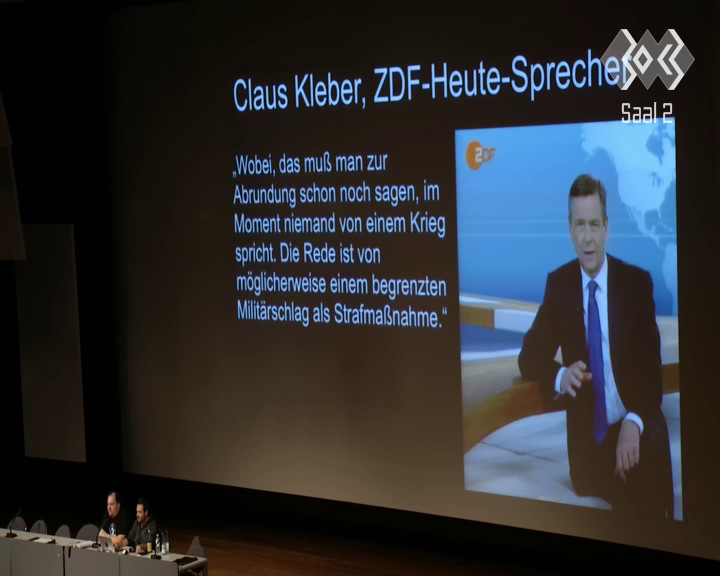 Claus Kleber, ZDF-Heute-Sprecher
Saal 2
ZDF
„Wobei, das muß man zur
Abrundung schon noch sagen, im
Moment niemand von einem Krieg
spricht. Die Rede ist von
möglicherweise einem begrenzten
Militärschlag als Strafmaßnahme.“